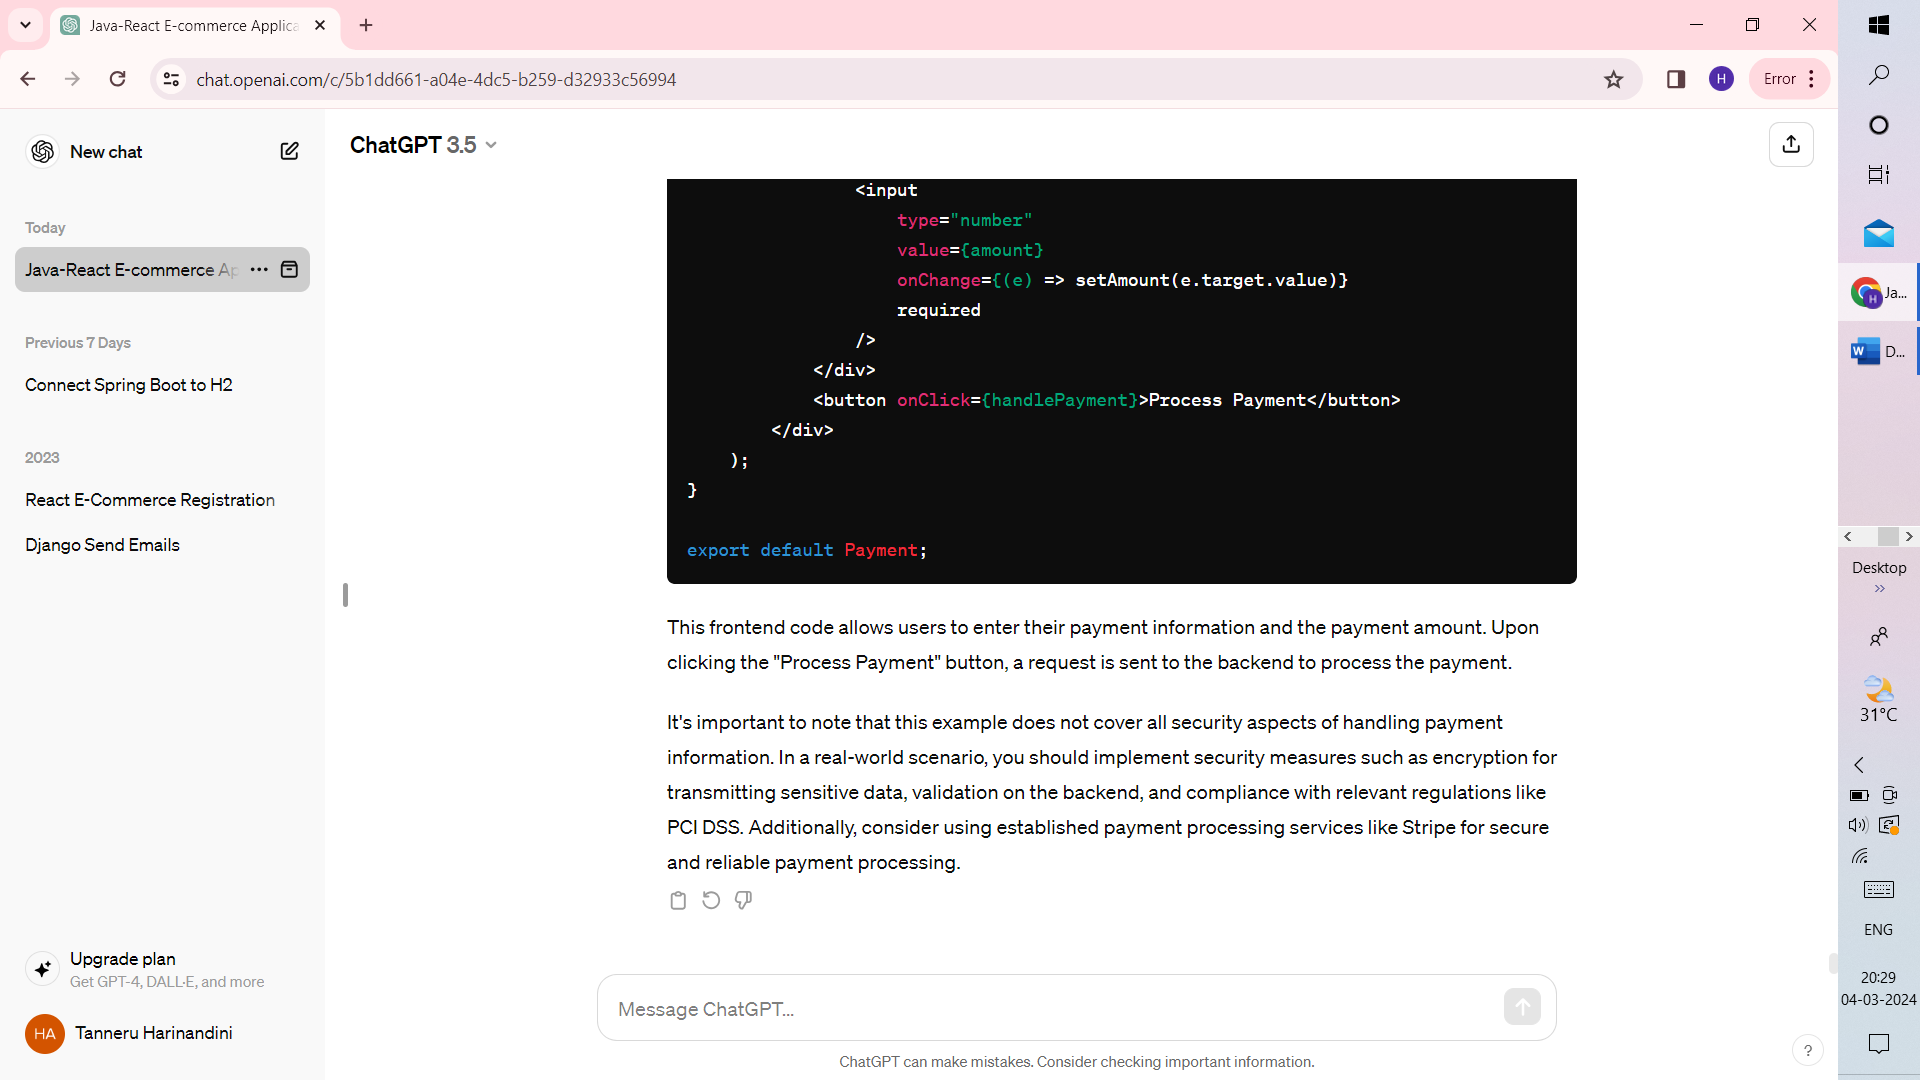 Java-React E-commerce Applica
chat.openai.com/c/5b1dd661-a04e-4dc5-b259-d32933c56994
H
Error
New chat
Today
Java-React E-commerce Ap
Previous 7 Days
Connect Spring Boot to H2
2023
React E-Commerce Registration
Django Send Emails
Upgrade plan
Get GPT-4, DALL·E, and more
HA
Tanneru Harinandini
ChatGPT 3.5
<input
type="number"
value={amount}
onChange={(e) => setAmount(e.target.value)}
required
/>
</div>
<button onClick={handlePayment}>Process Payment</button>
</div>
);
}
export default Payment;
This frontend code allows users to enter their payment information and the payment amount. Upon
clicking the "Process Payment" button, a request is sent to the backend to process the payment.
It's important to note that this example does not cover all security aspects of handling payment
information. In a real-world scenario, you should implement security measures such as encryption for
transmitting sensitive data, validation on the backend, and compliance with relevant regulations like
PCI DSS. Additionally, consider using established payment processing services like Stripe for secure
and reliable payment processing.
Message ChatGPT...
ChatGPT can make mistakes. Consider checking important information.
?
H
Ja...
W
D...
Desktop
31°C
ENG
20:29
04-03-2024